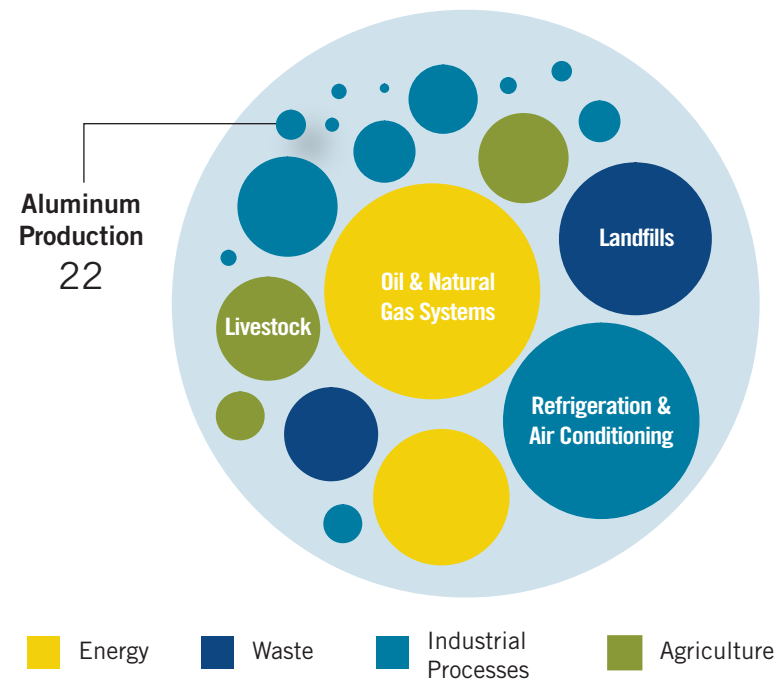 Aluminum
Production
22
Landfills
Oil & Natural
Gas Systems
Livestock
Refrigeration &
Air Conditioning
Energy
Waste
Industrial
Processes
Agriculture